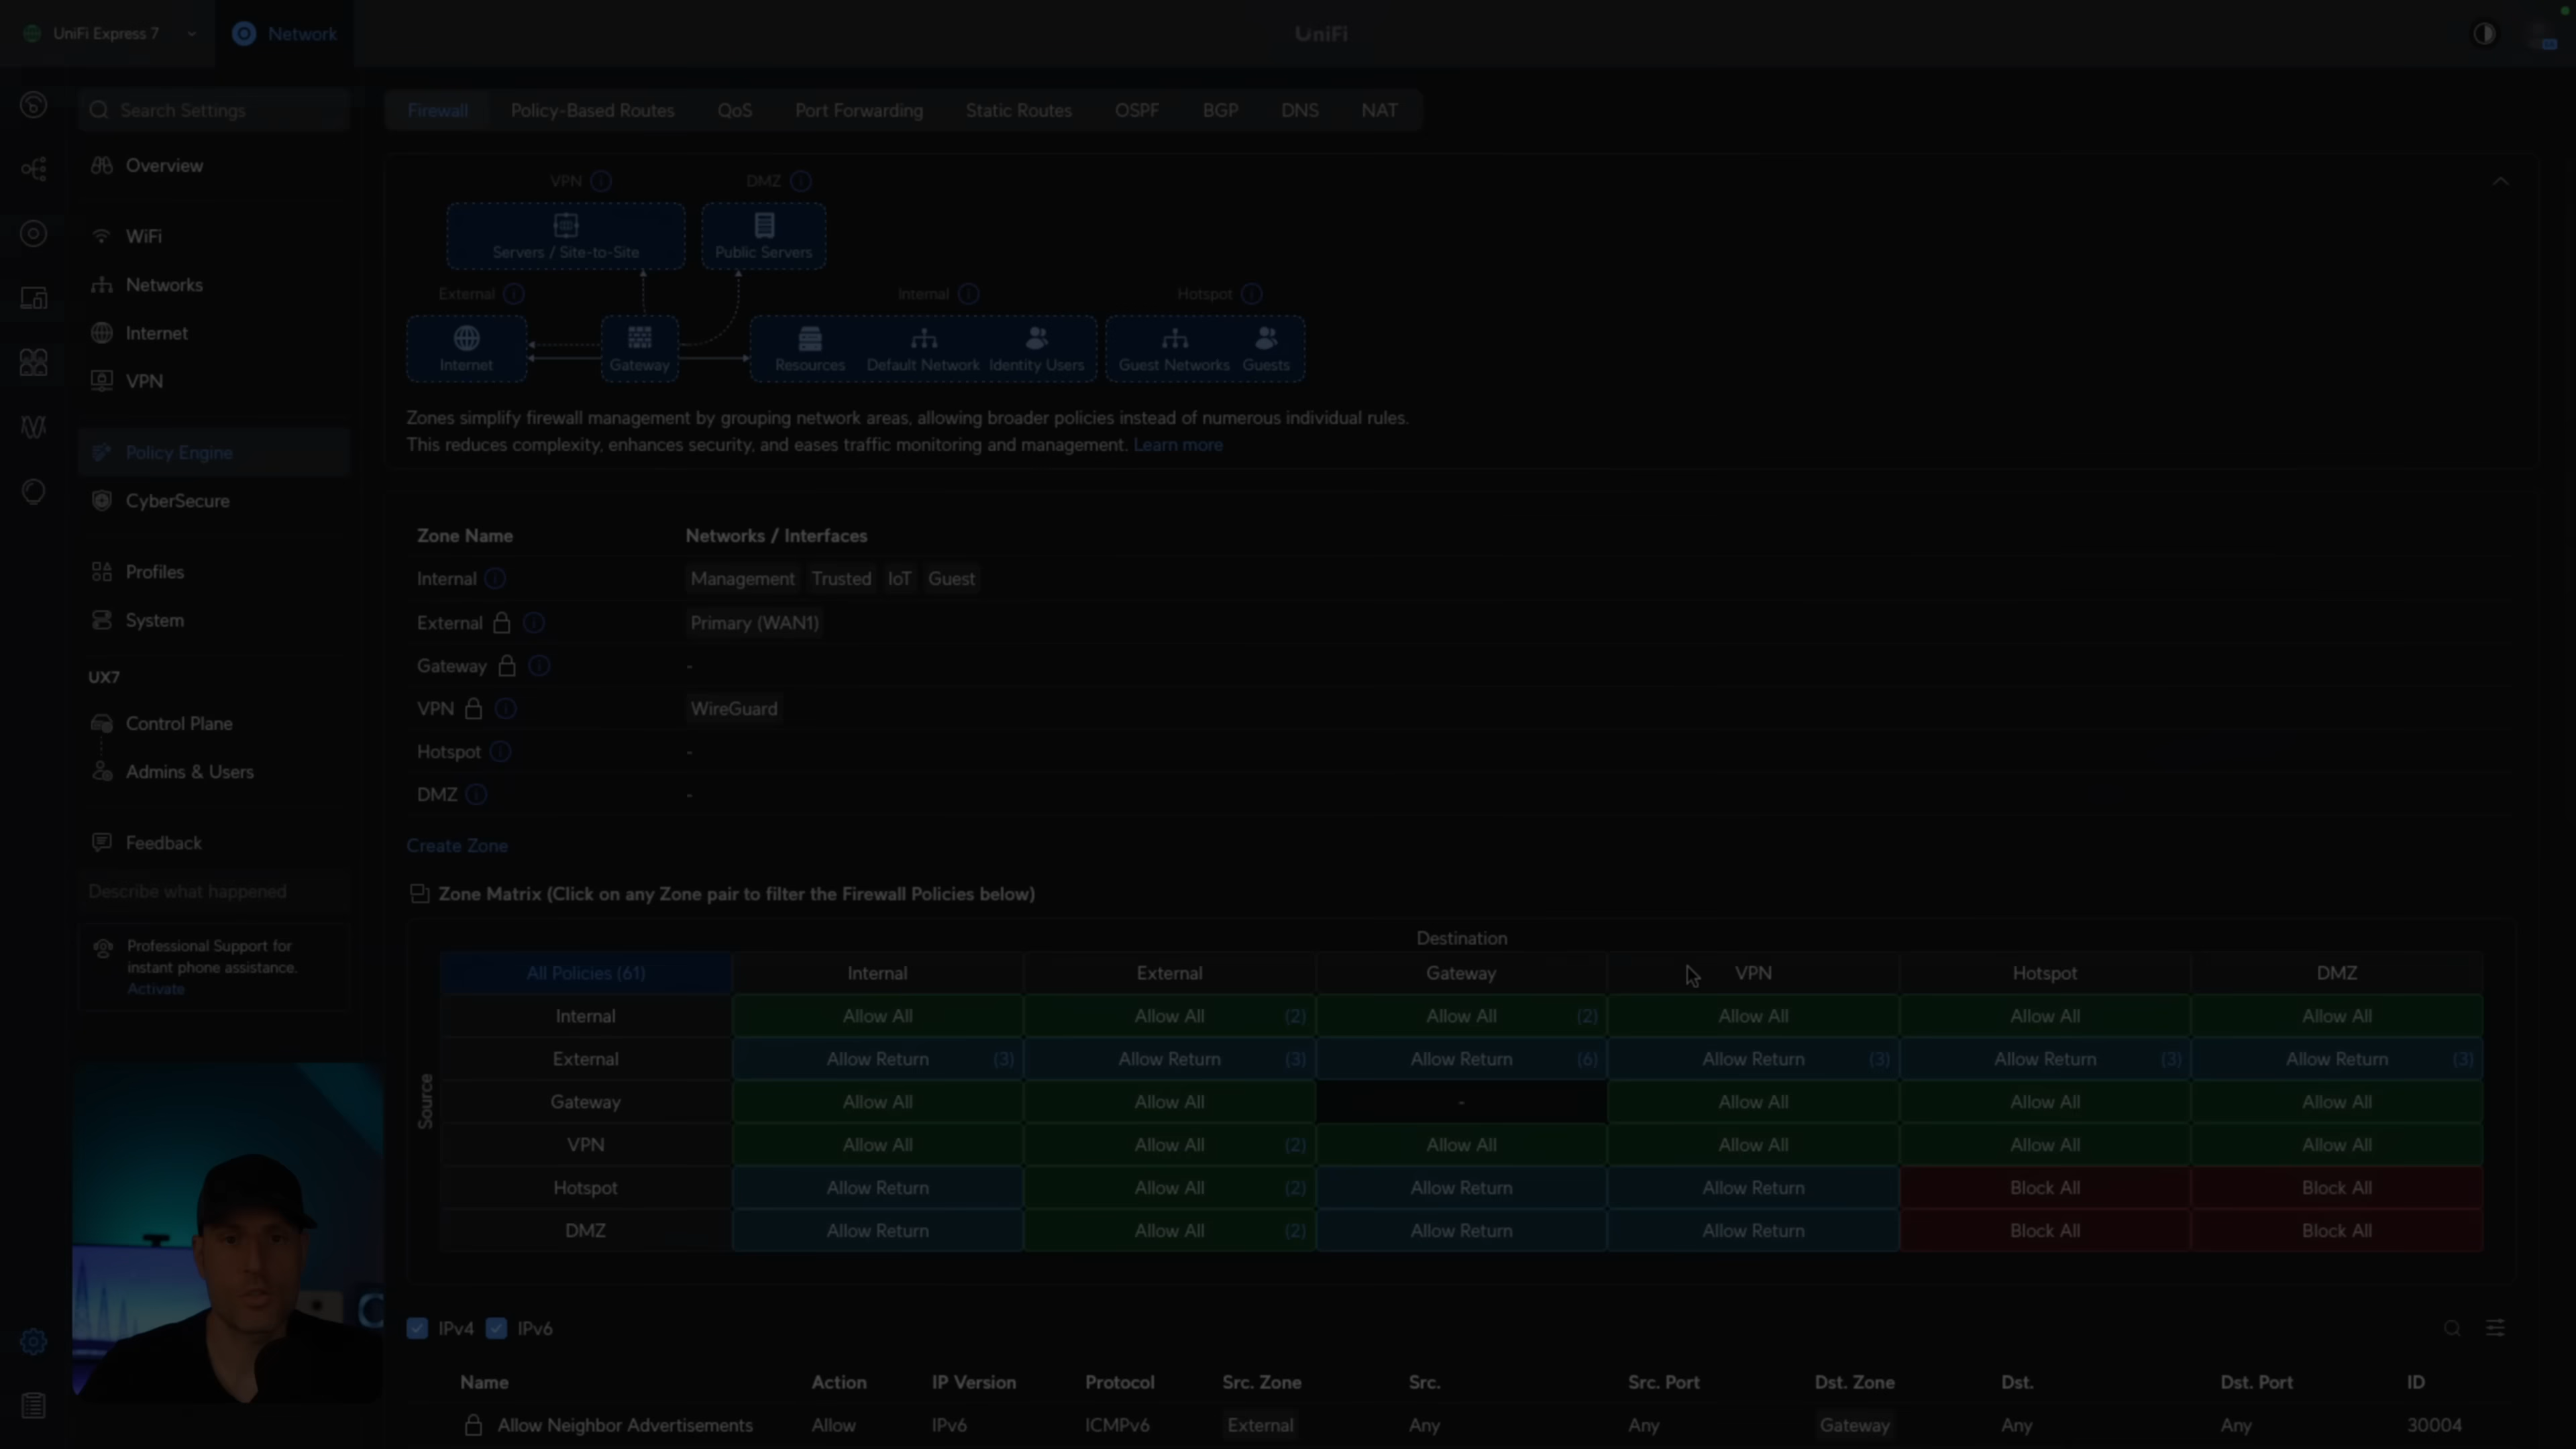 UniFi Express 7
Network
UniFi
Search Settings
Overview
WiFi
Networks
Internet
VPN
Policy Engine
CyberSecure
Profiles
System
UX7
Control Plane
Admins & Users
Feedback
Describe what happened
Professional Support for
instant phone assistance.
Activate
Firewall Policy-Based Routes QoS Port Forwarding Static Routes OSPF BGP DNS NAT
VPN DMZ
Servers / Site-to-Site Public Servers
External Internal Hotspot
Internet Gateway Resources Default Network Identity Users Guest Networks Guests
Zones simplify firewall management by grouping network areas, allowing broader policies instead of numerous individual rules.
This reduces complexity, enhances security, and eases traffic monitoring and management. Learn more
Zone Name Networks / Interfaces
Internal Management Trusted IoT Guest
External Primary (WAN1)
Gateway -
VPN WireGuard
Hotspot -
DMZ -
Create Zone
Zone Matrix (Click on any Zone pair to filter the Firewall Policies below)
Destination
Source
All Policies (61) Internal External Gateway VPN Hotspot DMZ
Internal Allow All Allow All (2) Allow All (2) Allow All Allow All Allow All
External Allow Return (3) Allow Return (3) Allow Return (6) Allow Return (3) Allow Return (3) Allow Return (3)
Gateway Allow All Allow All - Allow All Allow All Allow All
VPN Allow All Allow All (2) Allow All Allow All Allow All Allow All
Hotspot Allow Return Allow All (2) Allow Return Allow Return Block All Block All
DMZ Allow Return Allow All (2) Allow Return Allow Return Block All Block All
IPv4 IPv6
Name Action IP Version Protocol Src. Zone Src. Src. Port Dst. Zone Dst. Dst. Port ID
Allow Neighbor Advertisements Allow IPv6 ICMPv6 External Any Any Gateway Any Any 30004